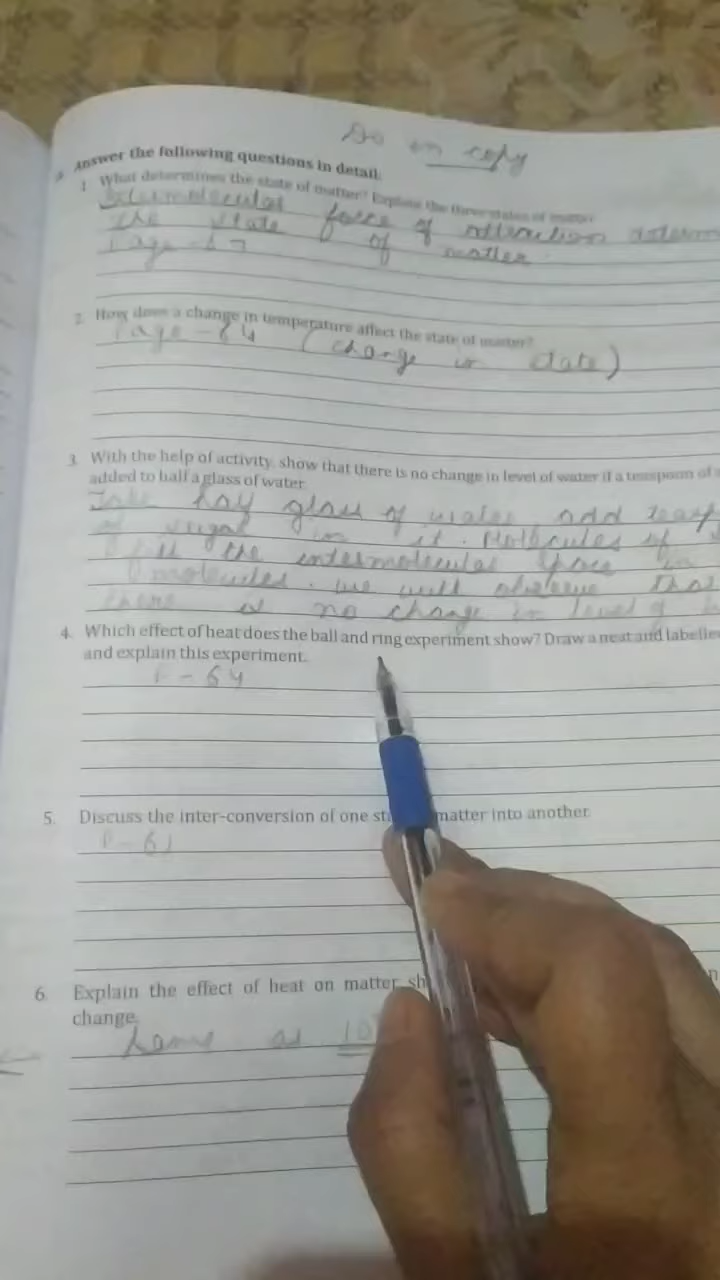 Do on copy
Answer the following questions in detail.
1. What determines the state of matter? Explain the three states of matter.
Intermolecular force of attraction determ
the state of matter.
Page-
2. How does a change in temperature affect the state of matter?
Page-64 (change in state)
3. With the help of activity, show that there is no change in level of water if a teaspoon of s
added to half a glass of water.
Take half glass of water add teasp
of sugar in it. Molecules of
fill the intermolecular space in
molecules. we will observe that
there is no change in level of
4. Which effect of heat does the ball and ring experiment show? Draw a neat and labelled
and explain this experiment.
P-64
5. Discuss the inter-conversion of one st matter into another.
P-61
6. Explain the effect of heat on matter sh
change.
Same as